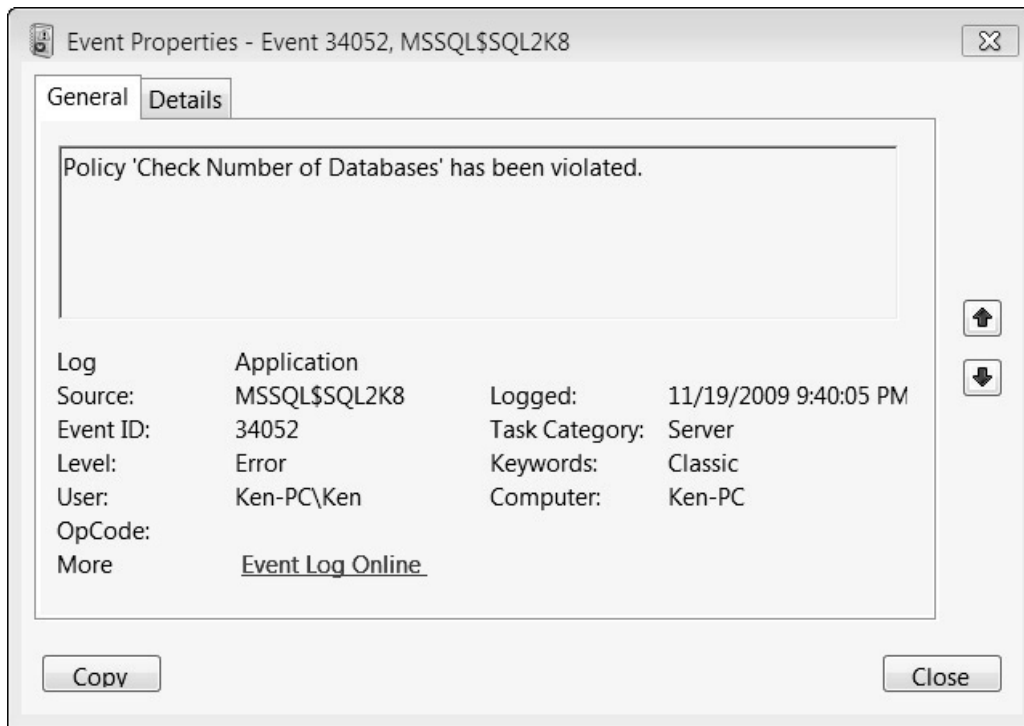 Event Properties - Event 34052, MSSQL$SQL2K8
General Details
Policy 'Check Number of Databases' has been violated.
Log Application
Source: MSSQL$SQL2K8 Logged: 11/19/2009 9:40:05 PM
Event ID: 34052 Task Category: Server
Level: Error Keywords: Classic
User: Ken-PC\Ken Computer: Ken-PC
OpCode:
More Event Log Online
Copy Close